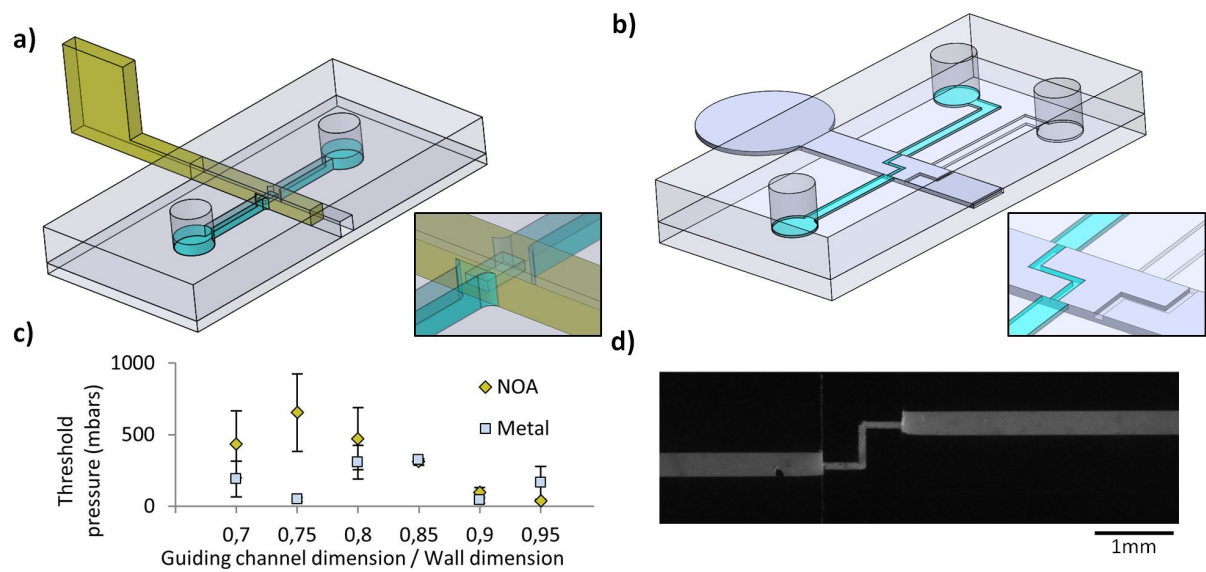 a)
b)
c)
Threshold
pressure (mbars)
1000
500
0
NOA
Metal
0,7 0,75 0,8 0,85 0,9 0,95
Guiding channel dimension / Wall dimension
d)
1mm